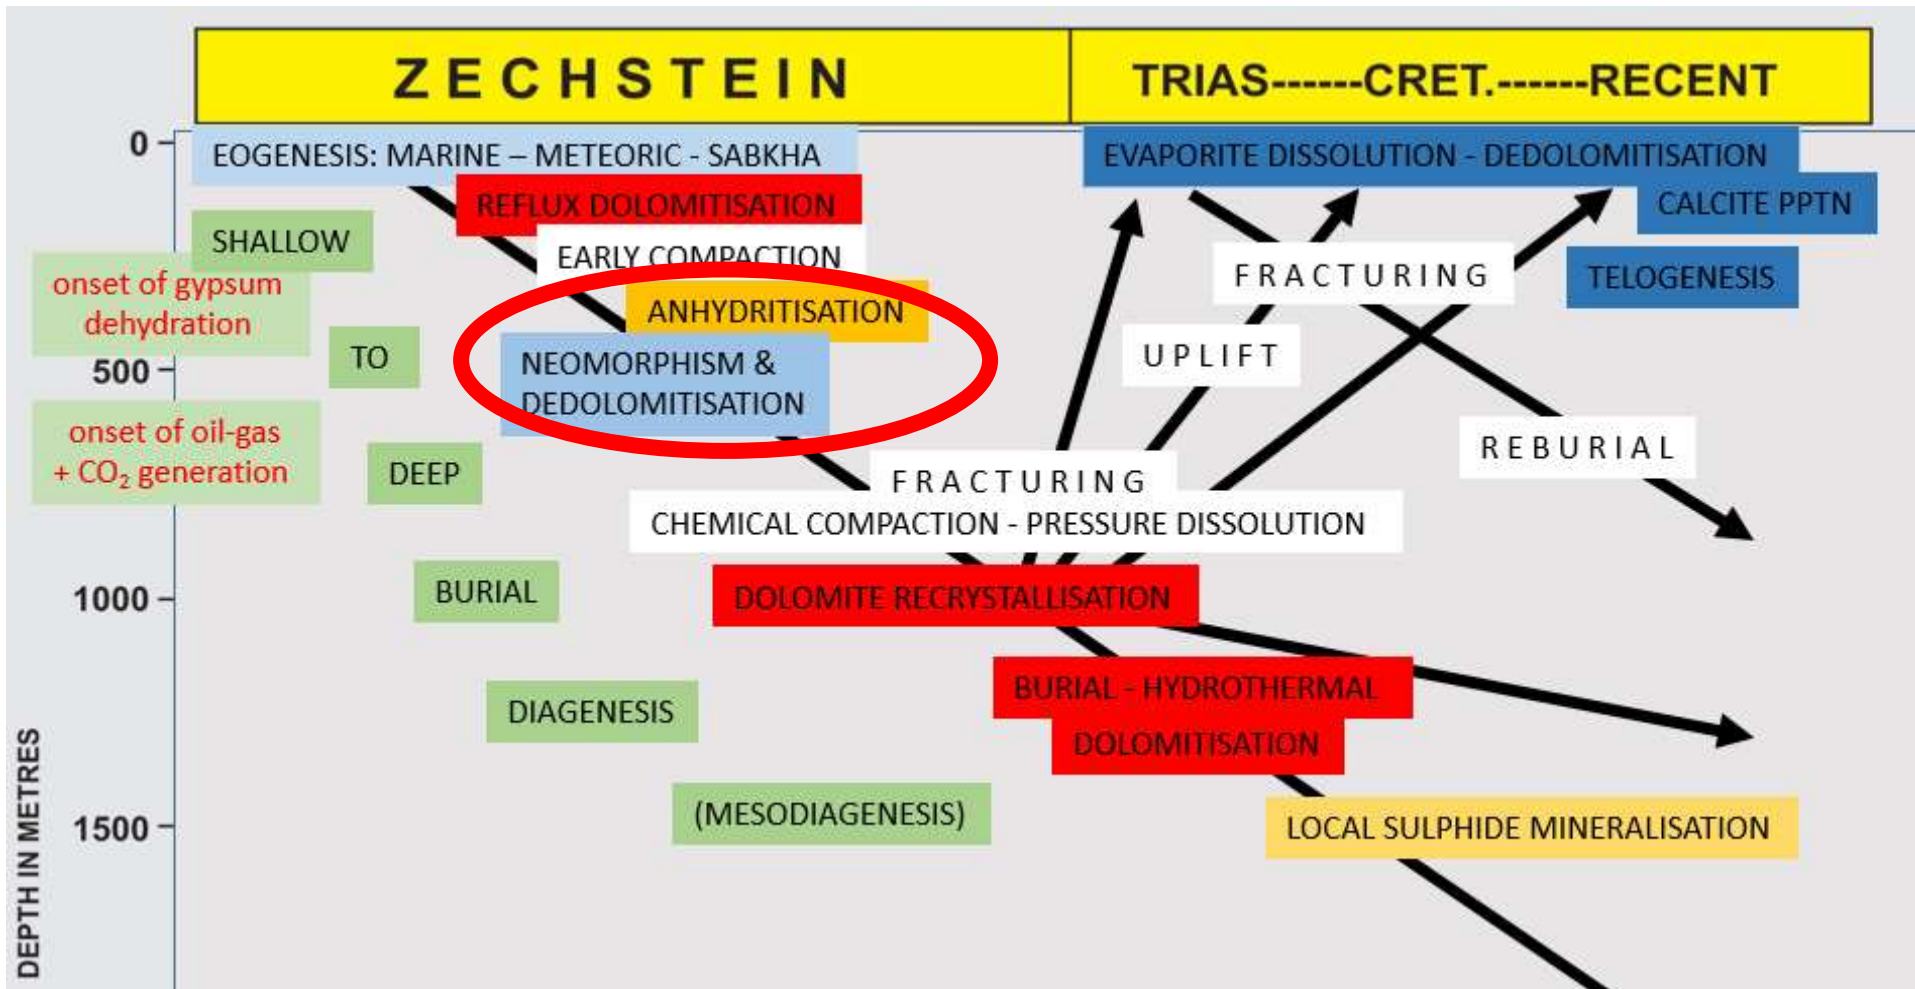 ZECHSTEIN
TRIAS------CRET.------RECENT
0
EOGENESIS: MARINE – METEORIC - SABKHA
EVAPORITE DISSOLUTION - DEDOLOMITISATION
REFLUX DOLOMITISATION
CALCITE PPTN
SHALLOW
EARLY COMPACTION
FRACTURING
TELOGENESIS
onset of gypsum
dehydration
ANHYDRITISATION
TO
500
NEOMORPHISM &
DEDOLOMITISATION
UPLIFT
onset of oil-gas
+ CO₂ generation
DEEP
REBURIAL
FRACTURING
CHEMICAL COMPACTION - PRESSURE DISSOLUTION
BURIAL
1000
DOLOMITE RECRYSTALLISATION
DIAGENESIS
BURIAL - HYDROTHERMAL
DOLOMITISATION
(MESODIAGENESIS)
1500
LOCAL SULPHIDE MINERALISATION
DEPTH IN METRES